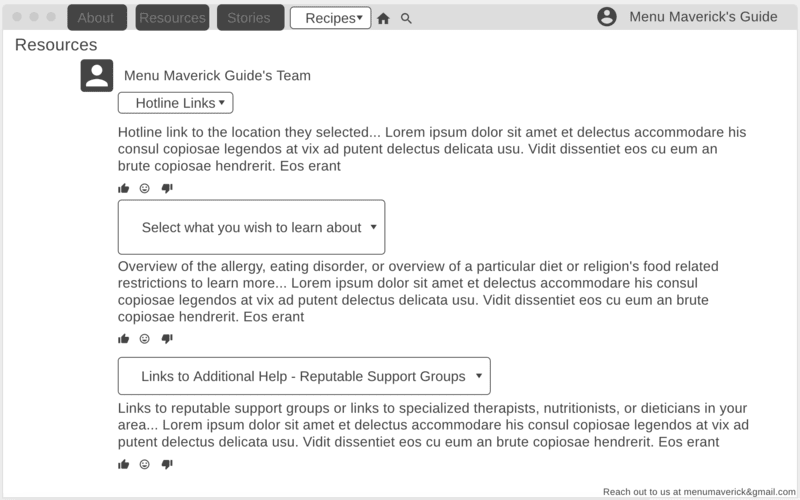 About Resources Stories Recipes Menu Maverick's Guide
Resources
Menu Maverick Guide's Team
Hotline Links
Hotline link to the location they selected... Lorem ipsum dolor sit amet et delectus accommodare his
consul copiosae legendos at vix ad putent delectus delicata usu. Vidit dissentiet eos cu eum an
brute copiosae hendrerit. Eos erant
Select what you wish to learn about
Overview of the allergy, eating disorder, or overview of a particular diet or religion's food related
restrictions to learn more... Lorem ipsum dolor sit amet et delectus accommodare his consul
copiosae legendos at vix ad putent delectus delicata usu. Vidit dissentiet eos cu eum an brute
copiosae hendrerit. Eos erant
Links to Additional Help - Reputable Support Groups
Links to reputable support groups or links to specialized therapists, nutritionists, or dieticians in your
area... Lorem ipsum dolor sit amet et delectus accommodare his consul copiosae legendos at vix ad
putent delectus delicata usu. Vidit dissentiet eos cu eum an brute copiosae hendrerit. Eos erant
Reach out to us at menumaverick&gmail.com